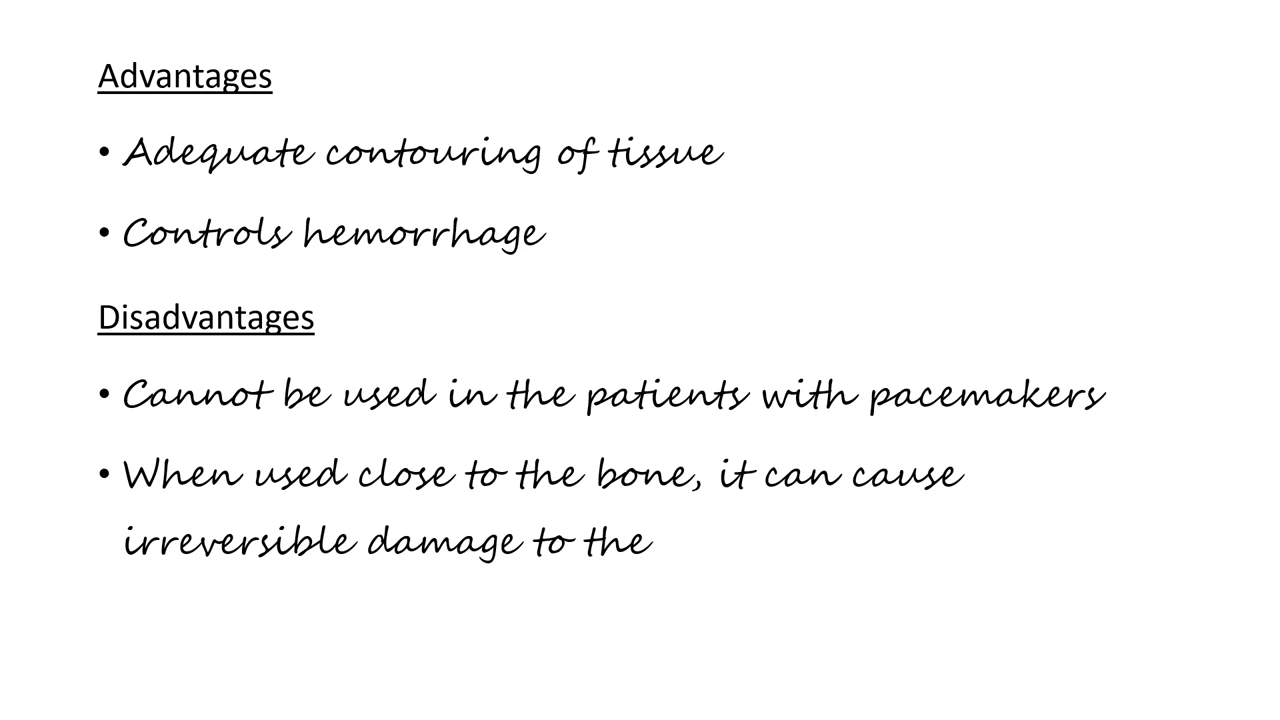 Advantages
• Adequate contouring of tissue
• Controls hemorrhage
Disadvantages
• Cannot be used in the patients with pacemakers
• When used close to the bone, it can cause
irreversible damage to the